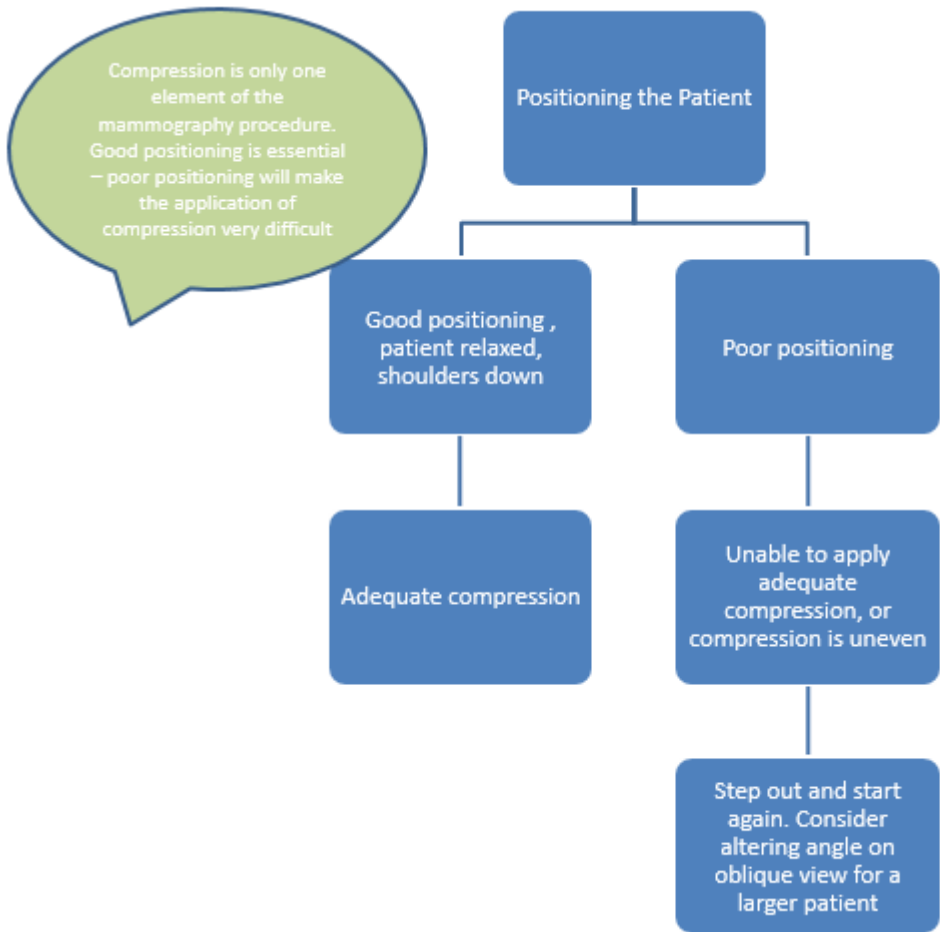 Compression is only one
element of the
mammography procedure.
Good positioning is essential
– poor positioning will make
the application of
compression very difficult
Positioning the Patient
Good positioning ,
patient relaxed,
shoulders down
Poor positioning
Adequate compression
Unable to apply
adequate
compression, or
compression is uneven
Step out and start
again. Consider
altering angle on
oblique view for a
larger patient